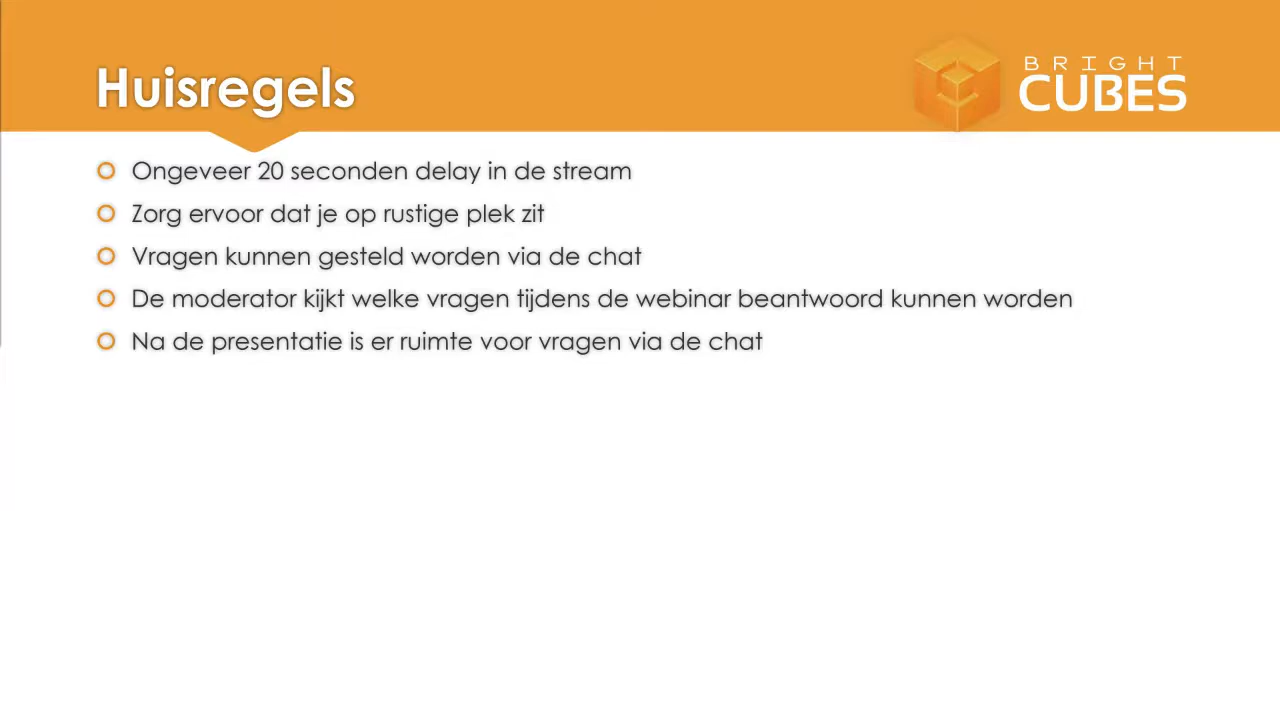 Huisregels
BRIGHT
CUBES
Ongeveer 20 seconden delay in de stream
Zorg ervoor dat je op rustige plek zit
Vragen kunnen gesteld worden via de chat
De moderator kijkt welke vragen tijdens de webinar beantwoord kunnen worden
Na de presentatie is er ruimte voor vragen via de chat